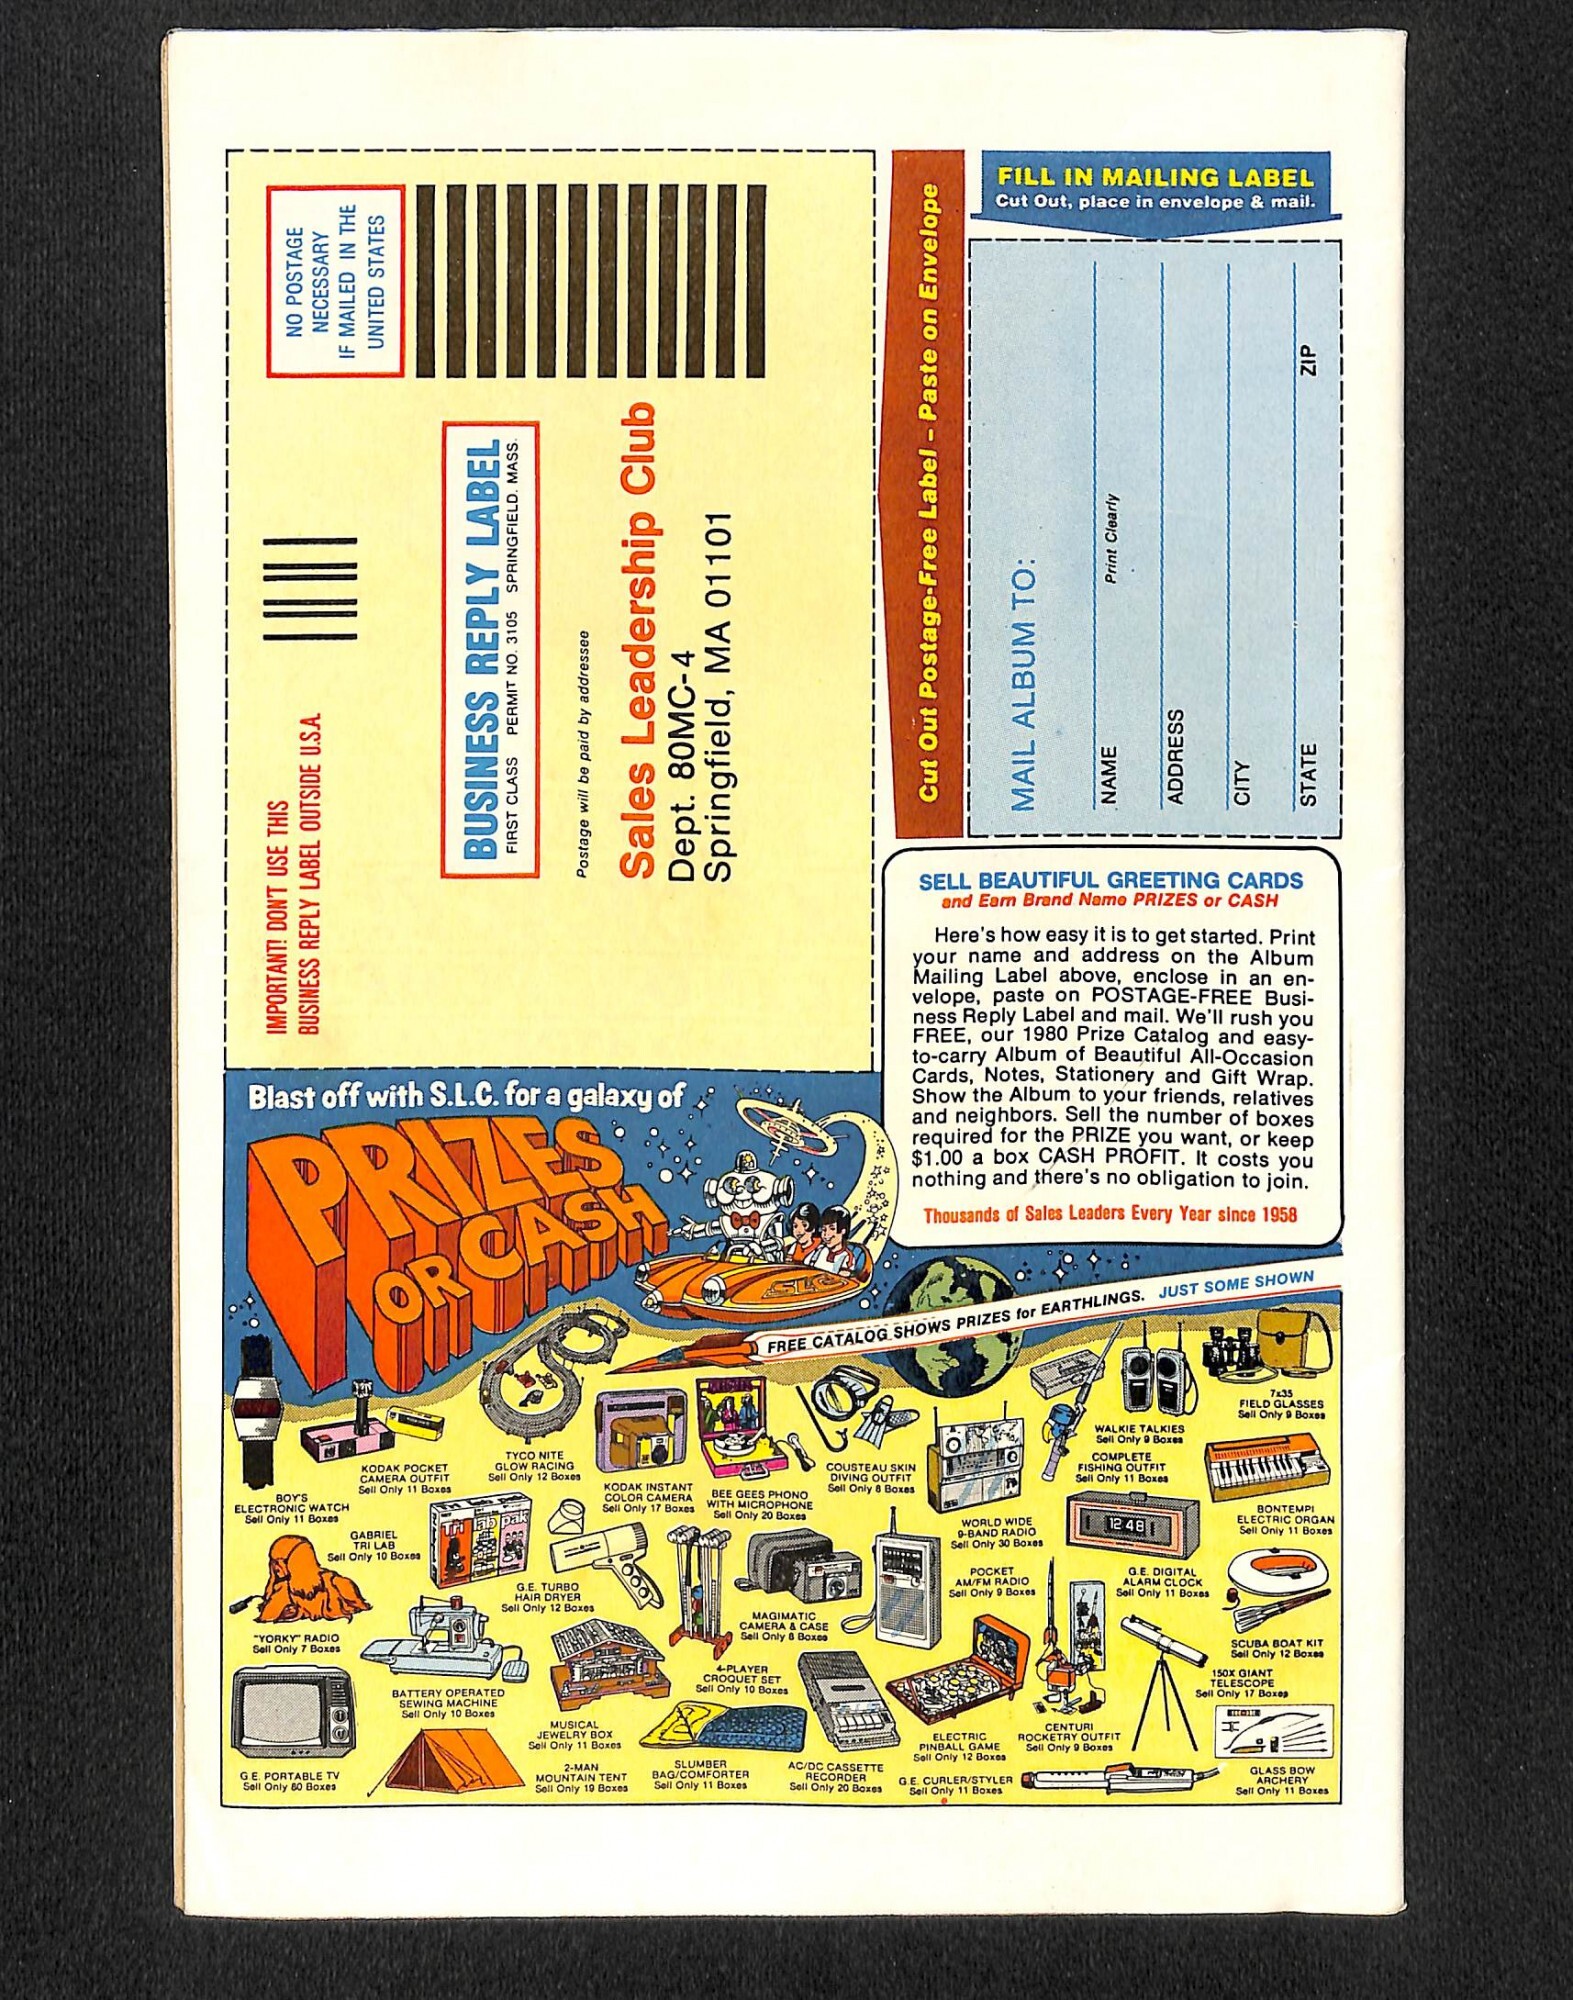 NO POSTAGE
NECESSARY
IF MAILED IN THE
UNITED STATES
IMPORTANT! DON'T USE THIS
BUSINESS REPLY LABEL OUTSIDE U.S.A.
BUSINESS REPLY LABEL
FIRST CLASS PERMIT NO. 3105 SPRINGFIELD. MASS.
Postage will be paid by addressee
Sales Leadership Club
Dept. 80MC-4
Springfield, MA 01101
Cut Out Postage-Free Label – Paste on Envelope
FILL IN MAILING LABEL
Cut Out, place in envelope & mail.
MAIL ALBUM TO:
NAME
Print Clearly
ADDRESS
CITY
STATE ZIP
SELL BEAUTIFUL GREETING CARDS
and Earn Brand Name PRIZES or CASH
Here's how easy it is to get started. Print
your name and address on the Album
Mailing Label above, enclose in an en-
velope, paste on POSTAGE-FREE Busi-
ness Reply Label and mail. We'll rush you
FREE, our 1980 Prize Catalog and easy-
to-carry Album of Beautiful All-Occasion
Cards, Notes, Stationery and Gift Wrap.
Show the Album to your friends, relatives
and neighbors. Sell the number of boxes
required for the PRIZE you want, or keep
$1.00 a box CASH PROFIT. It costs you
nothing and there's no obligation to join.
Thousands of Sales Leaders Every Year since 1958
Blast off with S.L.C. for a galaxy of
PRIZES
OR CASH
SLC
FREE CATALOG SHOWS PRIZES for EARTHLINGS. JUST SOME SHOWN
BOY'S
ELECTRONIC WATCH
Sell Only 11 Boxes
KODAK POCKET
CAMERA OUTFIT
Sell Only 11 Boxes
TYCO NITE
GLOW RACING
Sell Only 12 Boxes
KODAK INSTANT
COLOR CAMERA
Sell Only 17 Boxes
BEE GEES PHONO
WITH MICROPHONE
Sell Only 20 Boxes
COUSTEAU SKIN
DIVING OUTFIT
Sell Only 8 Boxes
WORLD WIDE
9-BAND RADIO
Sell Only 30 Boxes
WALKIE TALKIES
Sell Only 9 Boxes
COMPLETE
FISHING OUTFIT
Sell Only 11 Boxes
7x35
FIELD GLASSES
Sell Only 9 Boxes
BONTEMPI
ELECTRIC ORGAN
Sell Only 11 Boxes
GABRIEL
TRI LAB
Sell Only 10 Boxes
Tri lab pak
G.E. TURBO
HAIR DRYER
Sell Only 12 Boxes
MAGIMATIC
CAMERA & CASE
Sell Only 8 Boxes
POCKET
AM/FM RADIO
Sell Only 9 Boxes
12 48
G.E. DIGITAL
ALARM CLOCK
Sell Only 11 Boxes
SCUBA BOAT KIT
Sell Only 12 Boxes
"YORKY" RADIO
Sell Only 7 Boxes
BATTERY OPERATED
SEWING MACHINE
Sell Only 10 Boxes
MUSICAL
JEWELRY BOX
Sell Only 11 Boxes
4-PLAYER
CROQUET SET
Sell Only 10 Boxes
150X GIANT
TELESCOPE
Sell Only 17 Boxes
G.E. PORTABLE TV
Sell Only 60 Boxes
2-MAN
MOUNTAIN TENT
Sell Only 19 Boxes
SLUMBER
BAG/COMFORTER
Sell Only 11 Boxes
AC/DC CASSETTE
RECORDER
Sell Only 20 Boxes
ELECTRIC
PINBALL GAME
Sell Only 12 Boxes
CENTURI
ROCKETRY OUTFIT
Sell Only 9 Boxes
G.E. CURLER/STYLER
Sell Only 11 Boxes
GLASS BOW
ARCHERY
Sell Only 11 Boxes